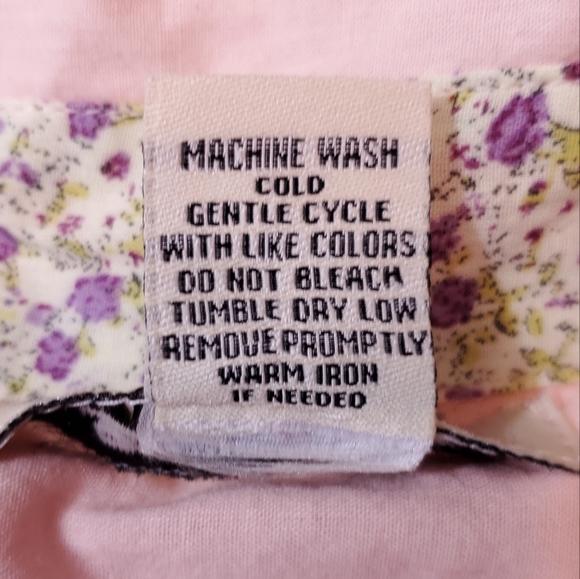 MACHINE WASH
COLD
GENTLE CYCLE
WITH LIKE COLORS
DO NOT BLEACH
TUMBLE DRY LOW
REMOVE PROMPTLY
WARM IRON
IF NEEDED